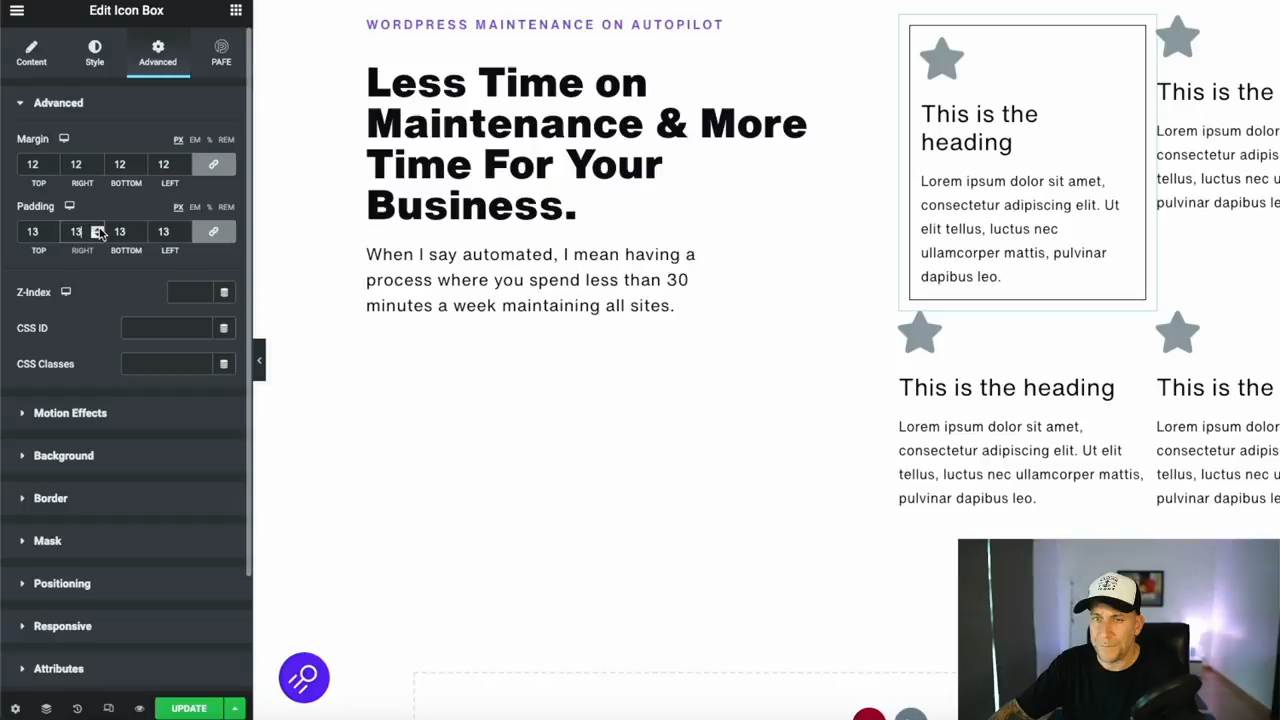 Edit Icon Box
Content
Style
Advanced
PAFE
Advanced
Margin
PX EM % REM
12 12 12 12
TOP RIGHT BOTTOM LEFT
Padding
PX EM % REM
13 13 13 13
TOP RIGHT BOTTOM LEFT
Z-Index
CSS ID
CSS Classes
Motion Effects
Background
Border
Mask
Positioning
Responsive
Attributes
UPDATE
WORDPRESS MAINTENANCE ON AUTOPILOT
Less Time on
Maintenance & More
Time For Your
Business.
When I say automated, I mean having a
process where you spend less than 30
minutes a week maintaining all sites.
This is the
heading
Lorem ipsum dolor sit amet,
consectetur adipiscing elit. Ut
elit tellus, luctus nec
ullamcorper mattis, pulvinar
dapibus leo.
This is the
Lorem ipsum dolor
consectetur adipis
tellus, luctus nec u
pulvinar dapibus le
This is the heading
Lorem ipsum dolor sit amet,
consectetur adipiscing elit. Ut elit
tellus, luctus nec ullamcorper mattis,
pulvinar dapibus leo.
This is the
Lorem ipsum dolor
consectetur adipis
tellus, luctus nec u
pulvinar dapibus le